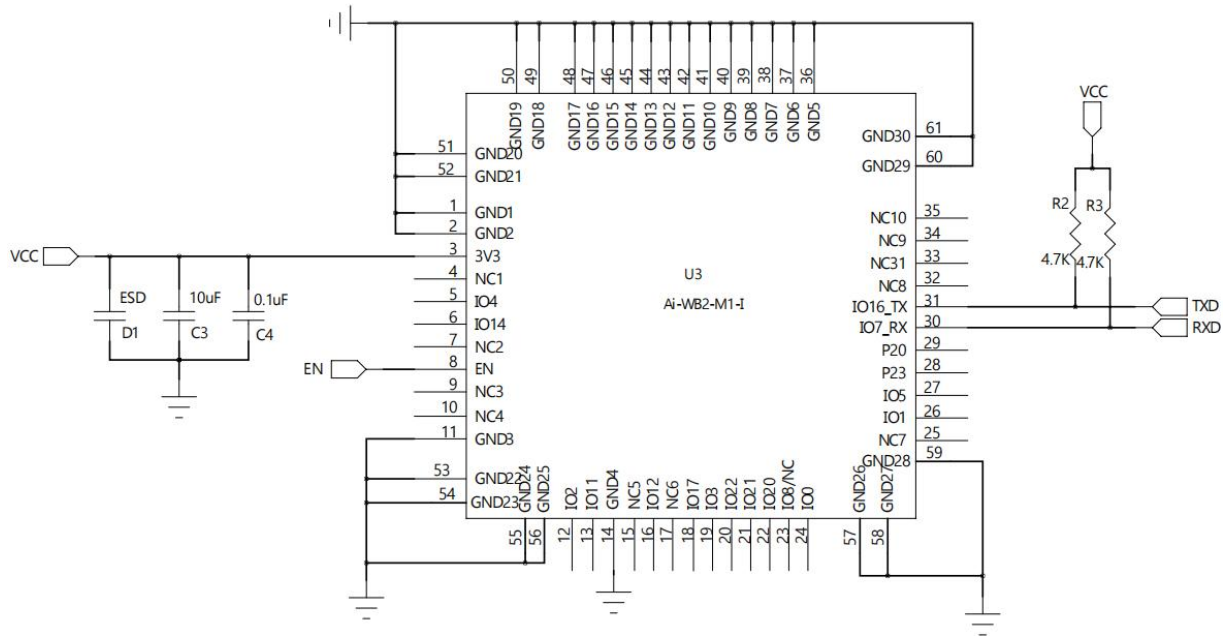 50 49 48 47 46 45 44 43 42 41 40 39 38 37 36
GND19 GND18 GND17 GND16 GND15 GND14 GND13 GND12 GND11 GND10 GND9 GND8 GND7 GND6 GND5
51 GND20
52 GND21
1 GND1
2 GND2
3 3V3
4 NC1
5 IO4
6 IO14
7 NC2
8 EN
9 NC3
10 NC4
11 GND3
53 GND22
54 GND23
VCC
ESD
D1
10uF
C3
0.1uF
C4
EN
U3
Ai-WB2-M1-I
GND30 61
GND29 60
NC10 35
NC9 34
NC31 33
NC8 32
IO16_TX 31
IO7_RX 30
P20 29
P23 28
IO5 27
IO1 26
NC7 25
GND28 59
VCC
R2
4.7K
R3
4.7K
TXD
RXD
GND24 GND25 IO2 IO11 GND4 NC5 IO12 NC6 IO17 IO3 IO22 IO21 IO20 IO8/NC IO0 GND26 GND27
55 56 12 13 14 15 16 17 18 19 20 21 22 23 24 57 58